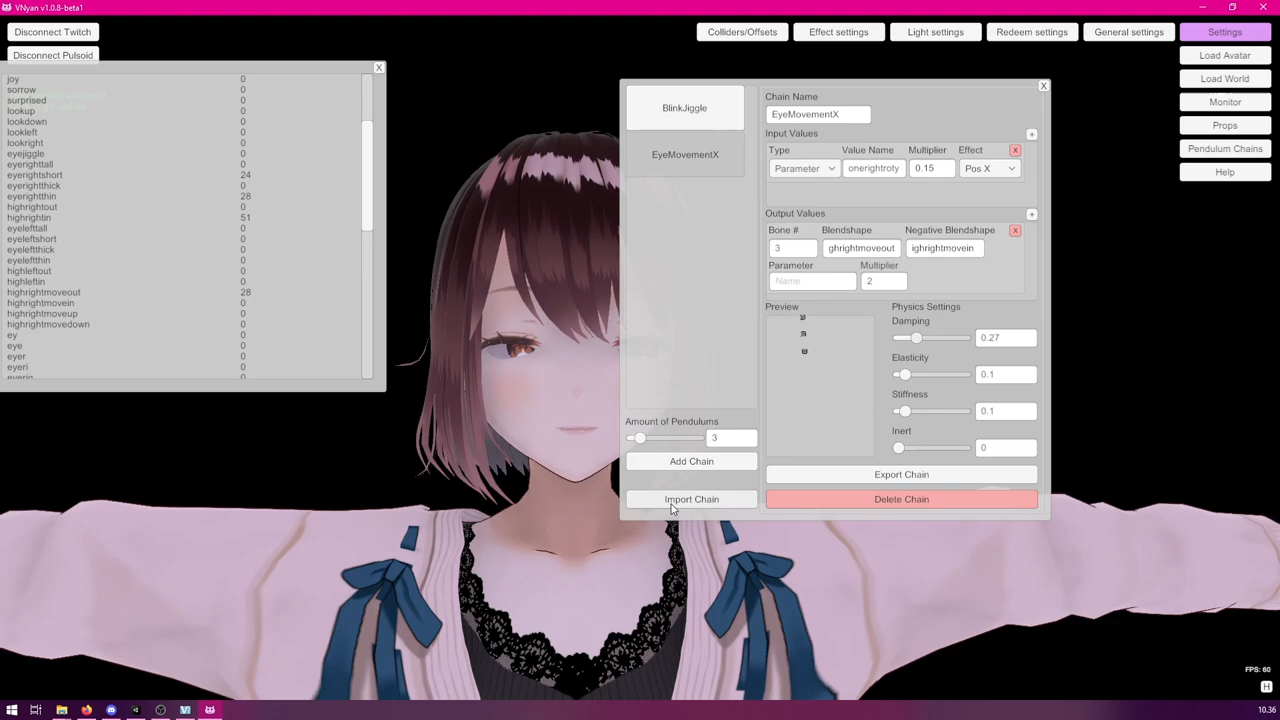 VNyan v1.0.8-beta1
Disconnect Twitch
Disconnect Pulsoid
Colliders/Offsets
Effect settings
Light settings
Redeem settings
General settings
Settings
Load Avatar
Load World
Monitor
Props
Pendulum Chains
Help
X
joy 0
sorrow 0
surprised 0
lookup 0
lookdown 0
lookleft 0
lookright 0
eyejiggle 0
eyerighttall 0
eyerightshort 24
eyerightthick 0
eyerightthin 28
highrightout 0
highrightin 51
eyelefttall 0
eyeleftshort 0
eyeleftthick 0
eyeleftthin 0
highleftout 0
highleftin 0
highrightmoveout 28
highrightmovein 0
highrightmoveup 0
highrightmovedown 0
ey 0
eye 0
eyer 0
eyeri 0
eyerig 0
X
BlinkJiggle
EyeMovementX
Amount of Pendulums
3
Add Chain
Import Chain
Chain Name
EyeMovementX
Input Values +
Type Value Name Multiplier Effect X
Parameter onerightroty 0.15 Pos X
Output Values +
Bone # Blendshape Negative Blendshape X
3 ghrightmoveout ighrightmovein
Parameter Multiplier
Name 2
Preview
Physics Settings
Damping
0.27
Elasticity
0.1
Stiffness
0.1
Inert
0
Export Chain
Delete Chain
FPS: 60
H
10.36